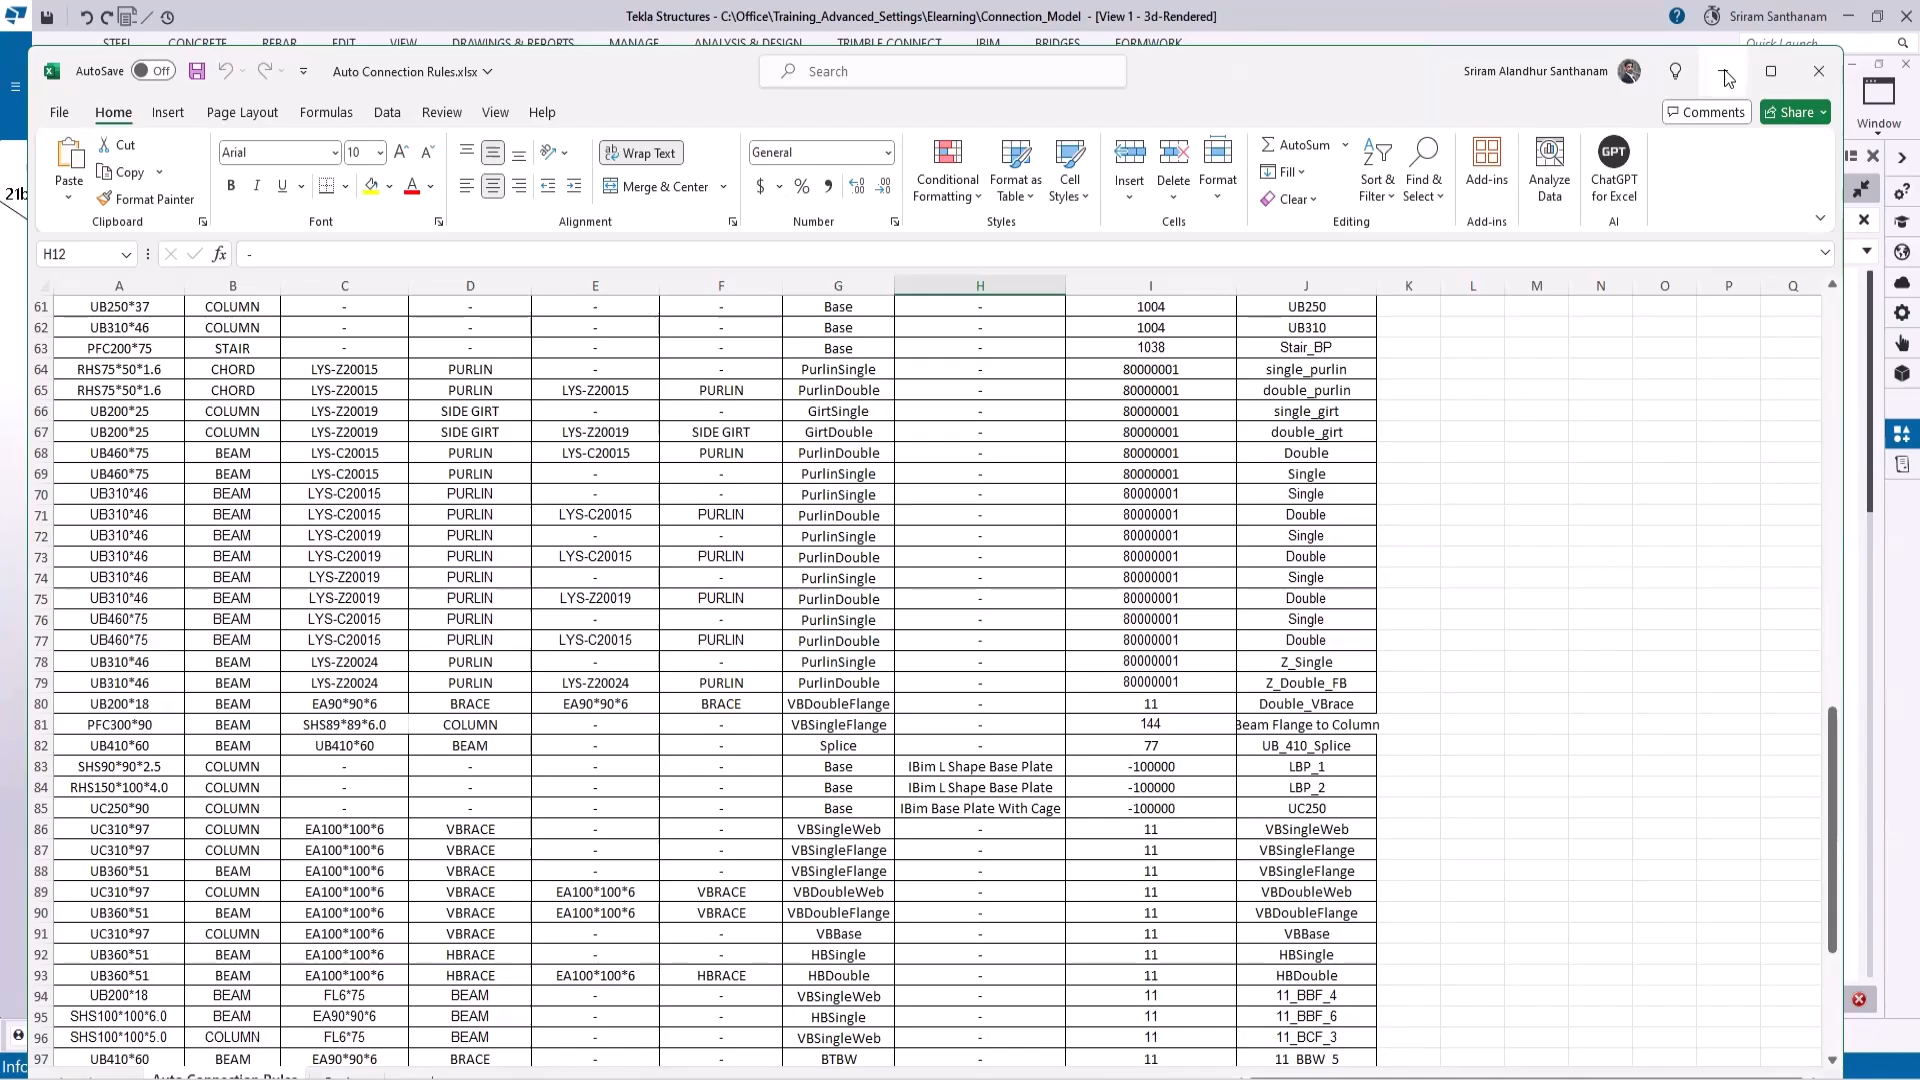 Tekla Structures - C:\Office\Training_Advanced_Settings\Elearning\Connection_Model - [View 1 - 3d-Rendered]
Sriram Santhanam
STEEL CONCRETE REBAR EDIT VIEW DRAWINGS & REPORTS MANAGE ANALYSIS & DESIGN TRIMBLE CONNECT IBIM BRIDGES FORMWORK Quick Launch
AutoSave Off Auto Connection Rules.xlsx Search Sriram Alandhur Santhanam
File Home Insert Page Layout Formulas Data Review View Help Comments Share
Window
Paste Cut Copy Format Painter Clipboard
Arial 10 B I U A Font
Wrap Text Merge & Center Alignment
General $ % Number
Conditional Formatting Format as Table Cell Styles Styles
Insert Delete Format Cells
AutoSum Fill Clear Sort & Filter Find & Select Editing
Add-ins Add-ins
Analyze Data
GPT ChatGPT for Excel AI
21b
H12 fx -
A B C D E F G H I J K L M N O P Q
61 UB250*37 COLUMN - - - - Base - 1004 UB250
62 UB310*46 COLUMN - - - - Base - 1004 UB310
63 PFC200*75 STAIR - - - - Base - 1038 Stair_BP
64 RHS75*50*1.6 CHORD LYS-Z20015 PURLIN - - PurlinSingle - 80000001 single_purlin
65 RHS75*50*1.6 CHORD LYS-Z20015 PURLIN LYS-Z20015 PURLIN PurlinDouble - 80000001 double_purlin
66 UB200*25 COLUMN LYS-Z20019 SIDE GIRT - - GirtSingle - 80000001 single_girt
67 UB200*25 COLUMN LYS-Z20019 SIDE GIRT LYS-Z20019 SIDE GIRT GirtDouble - 80000001 double_girt
68 UB460*75 BEAM LYS-C20015 PURLIN LYS-C20015 PURLIN PurlinDouble - 80000001 Double
69 UB460*75 BEAM LYS-C20015 PURLIN - - PurlinSingle - 80000001 Single
70 UB310*46 BEAM LYS-C20015 PURLIN - - PurlinSingle - 80000001 Single
71 UB310*46 BEAM LYS-C20015 PURLIN LYS-C20015 PURLIN PurlinDouble - 80000001 Double
72 UB310*46 BEAM LYS-C20019 PURLIN - - PurlinSingle - 80000001 Single
73 UB310*46 BEAM LYS-C20019 PURLIN LYS-C20015 PURLIN PurlinDouble - 80000001 Double
74 UB310*46 BEAM LYS-Z20019 PURLIN - - PurlinSingle - 80000001 Single
75 UB310*46 BEAM LYS-Z20019 PURLIN LYS-Z20019 PURLIN PurlinDouble - 80000001 Double
76 UB460*75 BEAM LYS-C20015 PURLIN - - PurlinSingle - 80000001 Single
77 UB460*75 BEAM LYS-C20015 PURLIN LYS-C20015 PURLIN PurlinDouble - 80000001 Double
78 UB310*46 BEAM LYS-Z20024 PURLIN - - PurlinSingle - 80000001 Z_Single
79 UB310*46 BEAM LYS-Z20024 PURLIN LYS-Z20024 PURLIN PurlinDouble - 80000001 Z_Double_FB
80 UB200*18 BEAM EA90*90*6 BRACE EA90*90*6 BRACE VBDoubleFlange - 11 Double_VBrace
81 PFC300*90 BEAM SHS89*89*6.0 COLUMN - - VBSingleFlange - 144 Beam Flange to Column
82 UB410*60 BEAM UB410*60 BEAM - - Splice - 77 UB_410_Splice
83 SHS90*90*2.5 COLUMN - - - - Base IBim L Shape Base Plate -100000 LBP_1
84 RHS150*100*4.0 COLUMN - - - - Base IBim L Shape Base Plate -100000 LBP_2
85 UC250*90 COLUMN - - - - Base IBim Base Plate With Cage -100000 UC250
86 UC310*97 COLUMN EA100*100*6 VBRACE - - VBSingleWeb - 11 VBSingleWeb
87 UC310*97 COLUMN EA100*100*6 VBRACE - - VBSingleFlange - 11 VBSingleFlange
88 UB360*51 BEAM EA100*100*6 VBRACE - - VBSingleFlange - 11 VBSingleFlange
89 UC310*97 COLUMN EA100*100*6 VBRACE EA100*100*6 VBRACE VBDoubleWeb - 11 VBDoubleWeb
90 UB360*51 BEAM EA100*100*6 VBRACE EA100*100*6 VBRACE VBDoubleFlange - 11 VBDoubleFlange
91 UC310*97 COLUMN EA100*100*6 VBRACE - - VBBase - 11 VBBase
92 UB360*51 BEAM EA100*100*6 HBRACE - - HBSingle - 11 HBSingle
93 UB360*51 BEAM EA100*100*6 HBRACE EA100*100*6 HBRACE HBDouble - 11 HBDouble
94 UB200*18 BEAM FL6*75 BEAM - - VBSingleWeb - 11 11_BBF_4
95 SHS100*100*6.0 BEAM EA90*90*6 BEAM - - HBSingle - 11 11_BBF_6
96 SHS100*100*5.0 COLUMN FL6*75 BEAM - - VBSingleWeb - 11 11_BCF_3
97 UB410*60 BEAM EA90*90*6 BRACE - - BTBW - 11 11_BBW_5
Info
Auto Connection Rules